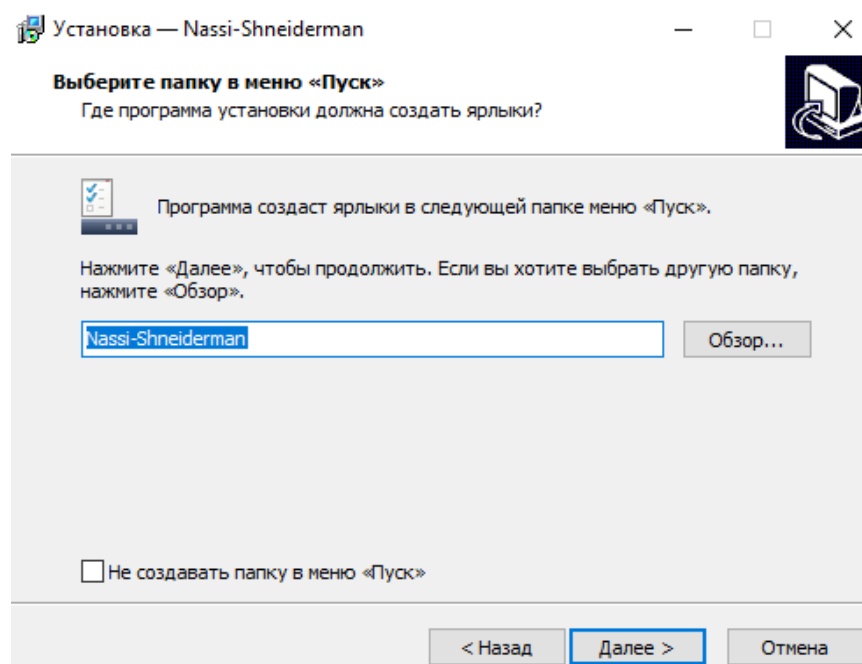 Установка — Nassi-Shneiderman
Выберите папку в меню «Пуск»
Где программа установки должна создать ярлыки?
Программа создаст ярлыки в следующей папке меню «Пуск».
Нажмите «Далее», чтобы продолжить. Если вы хотите выбрать другую папку,
нажмите «Обзор».
Nassi-Shneiderman
Обзор...
Не создавать папку в меню «Пуск»
< Назад
Далее >
Отмена